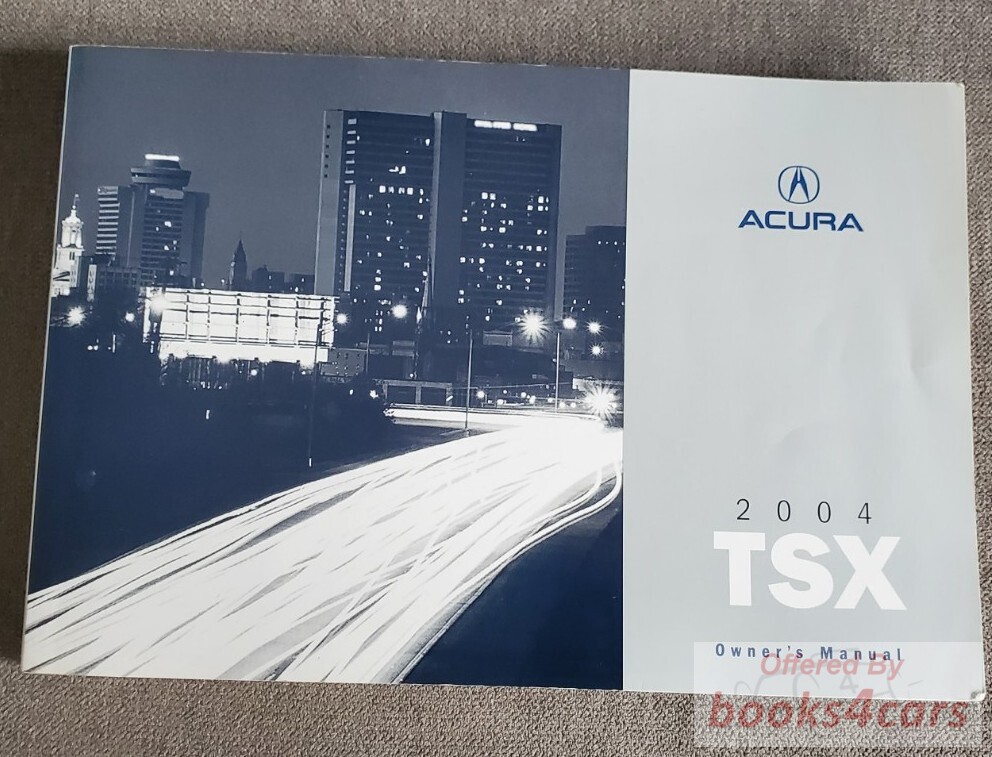 ACURA
2004
TSX
Owner's Manual
Offered By
books4cars